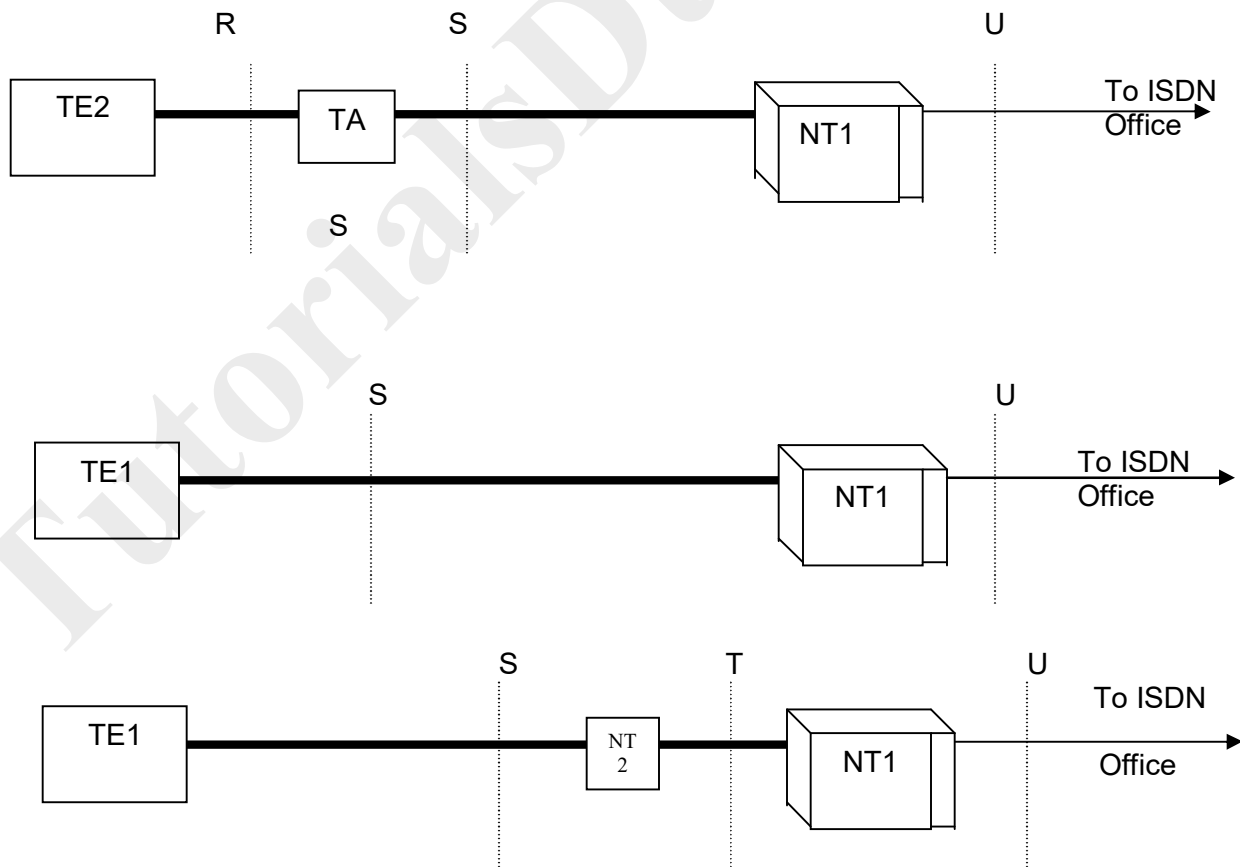 R
S
U
TE2
TA
NT1
To ISDN
Office
S
S
U
TE1
NT1
To ISDN
Office
S
T
U
TE1
NT
2
NT1
To ISDN
Office